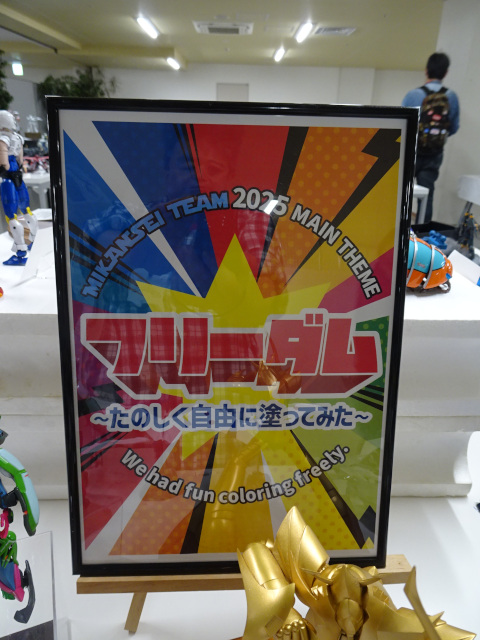 MIKANSEI TEAM 2025 MAIN THEME
フリーダム
～たのしく自由に塗ってみた～
We had fun coloring freely.